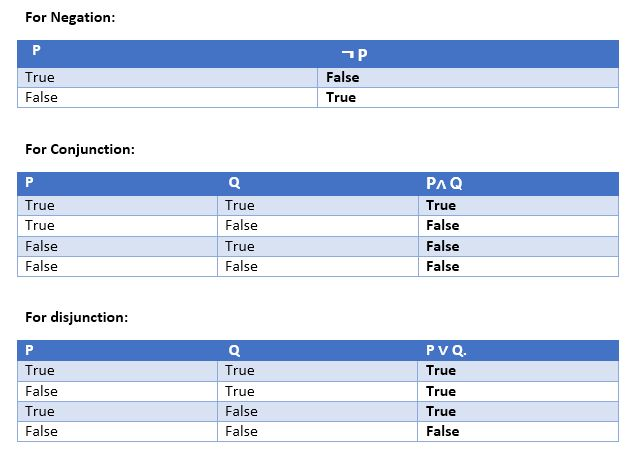 For Negation:
P ¬ P
True False
False True
For Conjunction:
P Q P∧ Q
True True True
True False False
False True False
False False False
For disjunction:
P Q P ∨ Q.
True True True
False True True
True False True
False False False